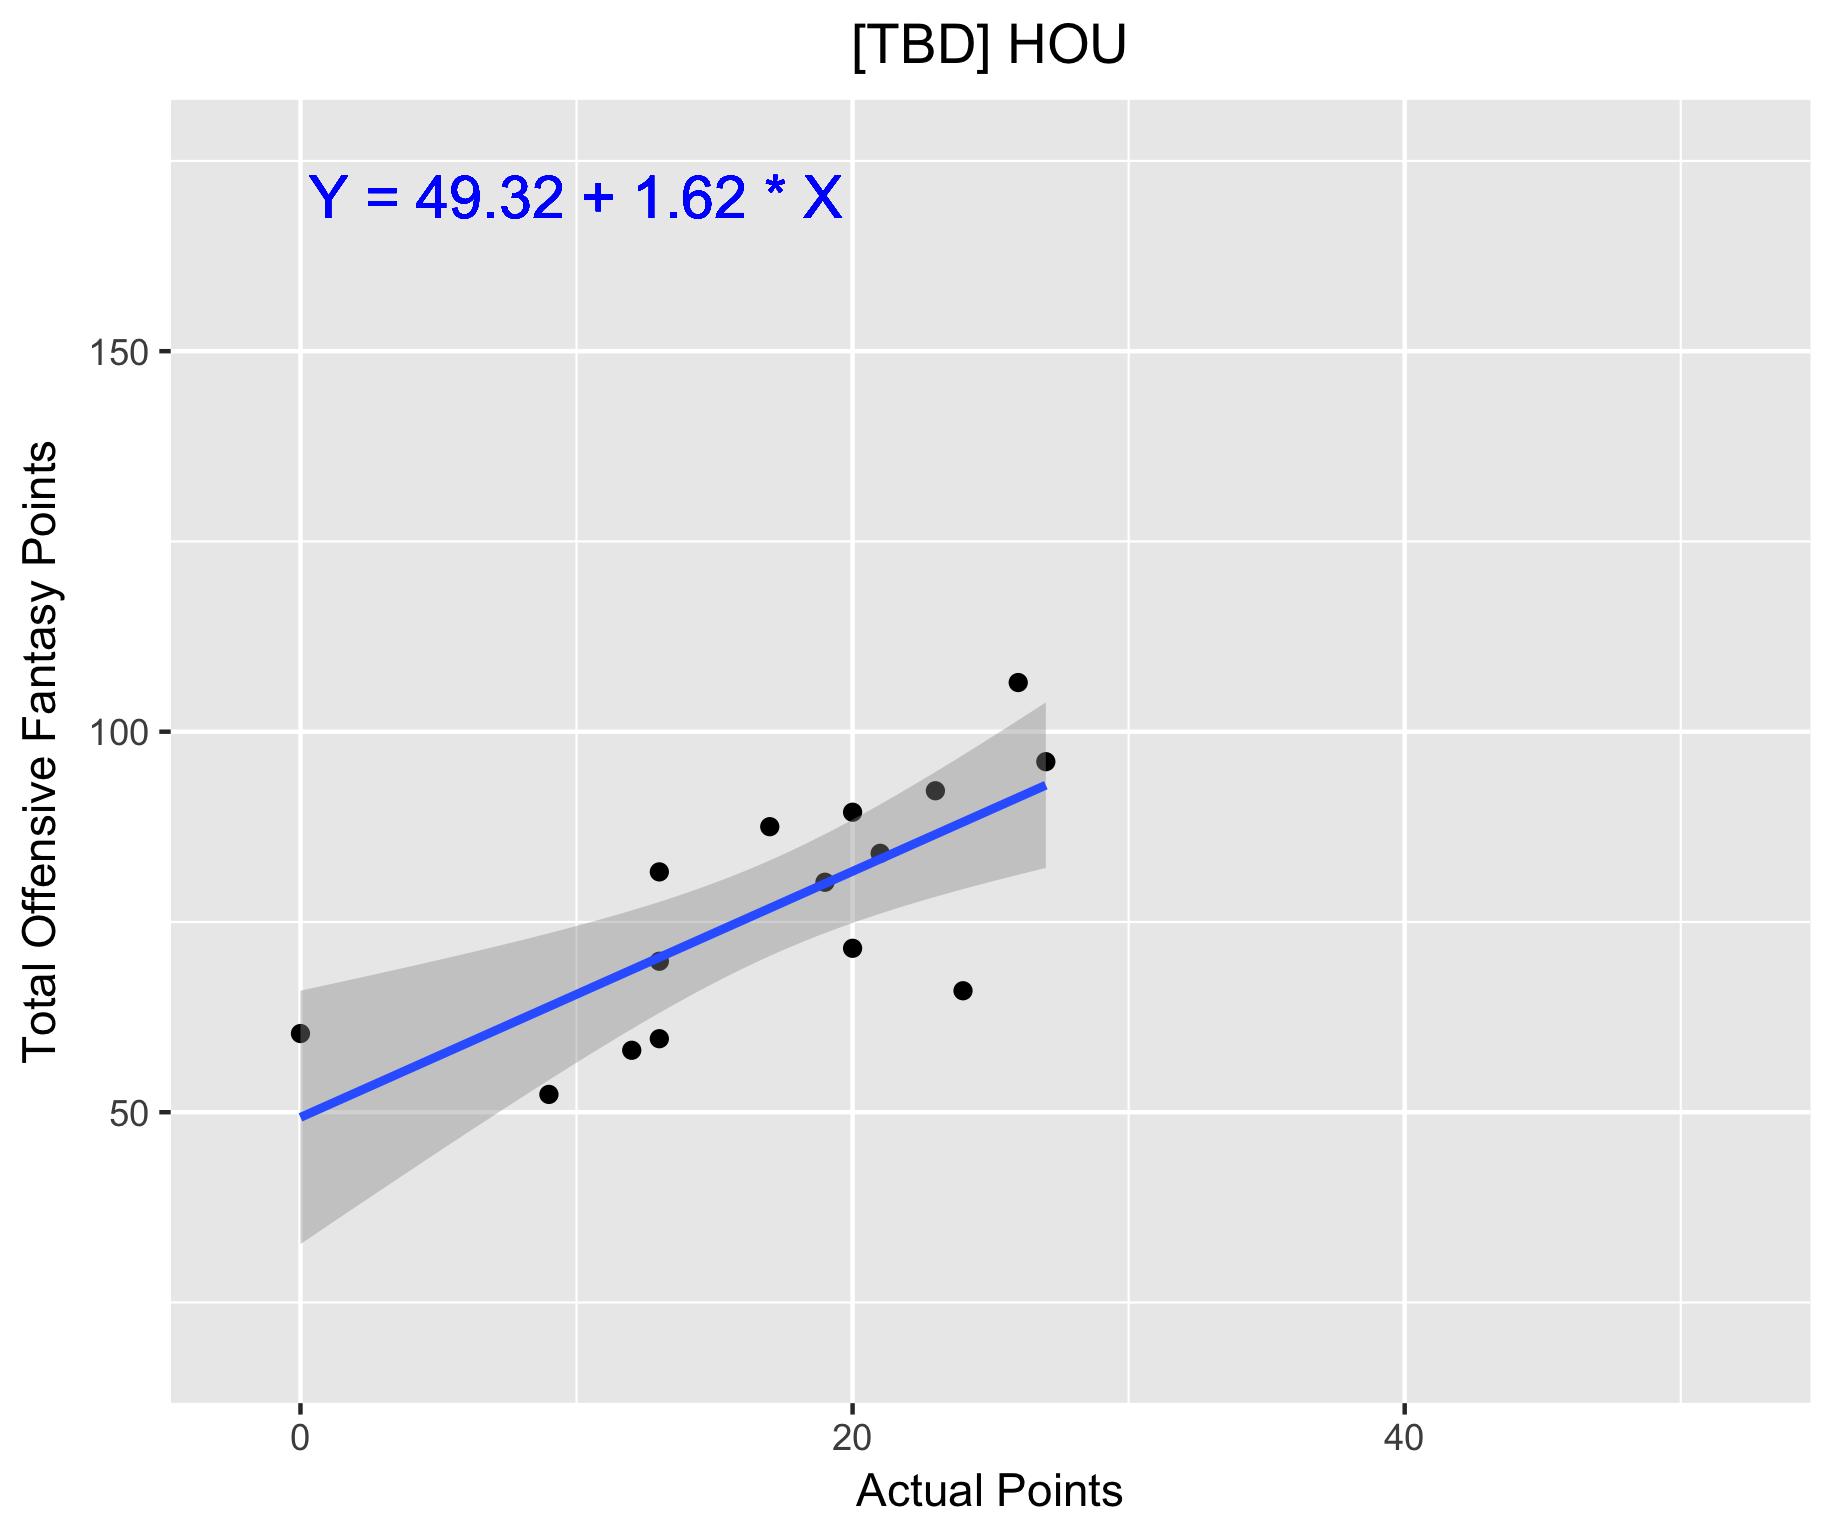 [TBD] HOU
Y = 49.32 + 1.62 * X
150
100
50
Total Offensive Fantasy Points
0
20
40
Actual Points